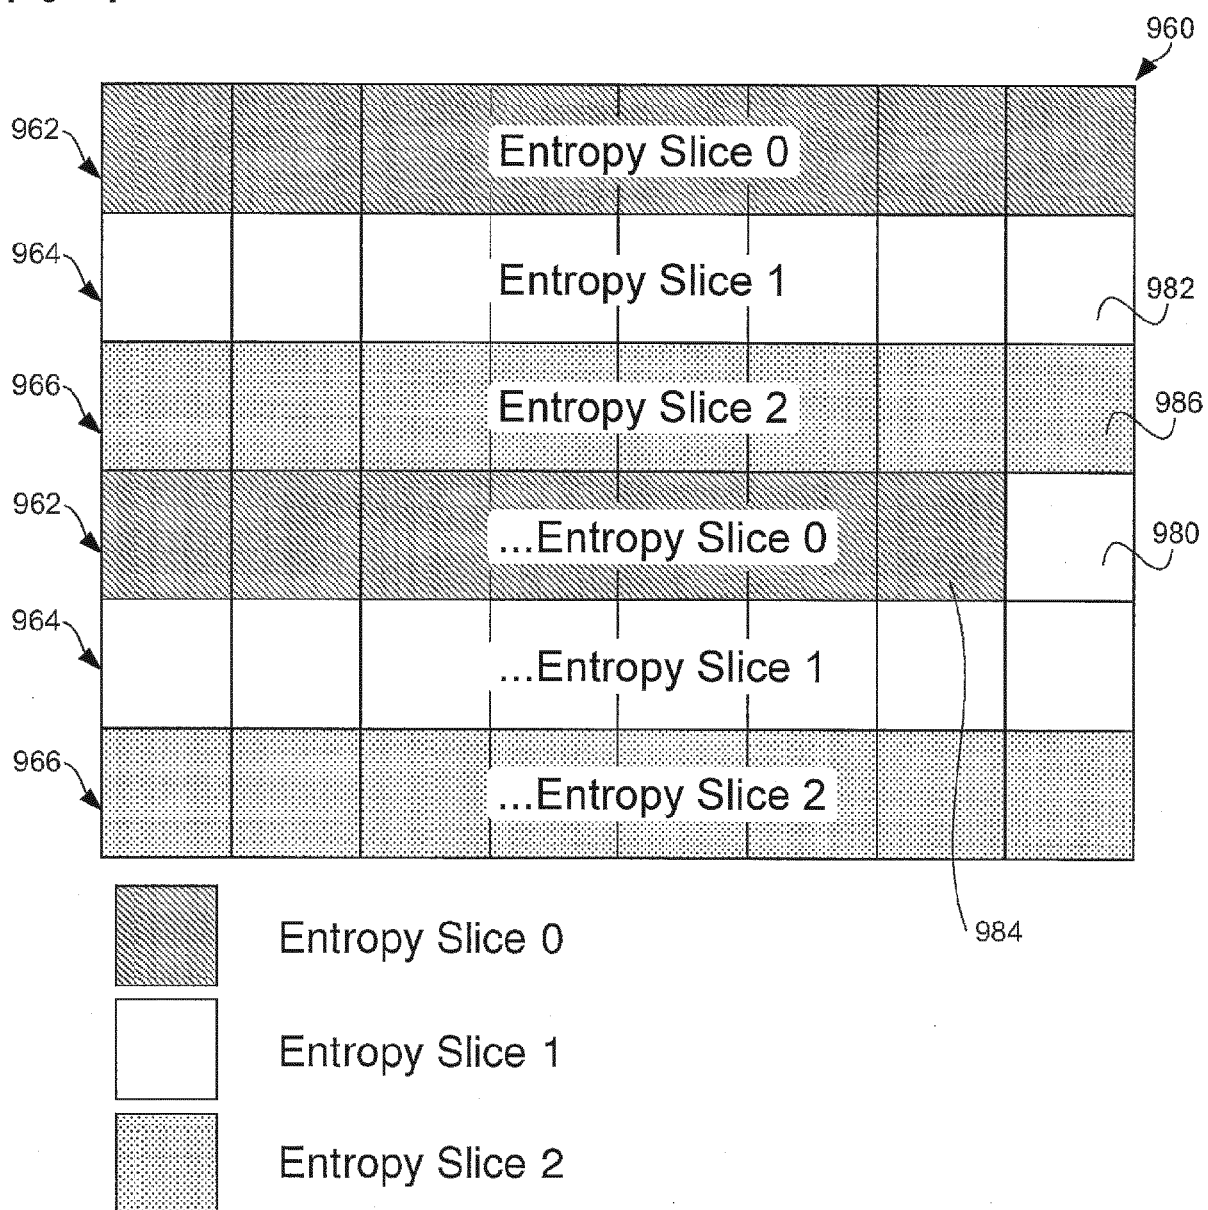 960
962
Entropy Slice 0
964
Entropy Slice 1
982
966
Entropy Slice 2
986
962
...Entropy Slice 0
980
964
...Entropy Slice 1
966
...Entropy Slice 2
984
Entropy Slice 0
Entropy Slice 1
Entropy Slice 2